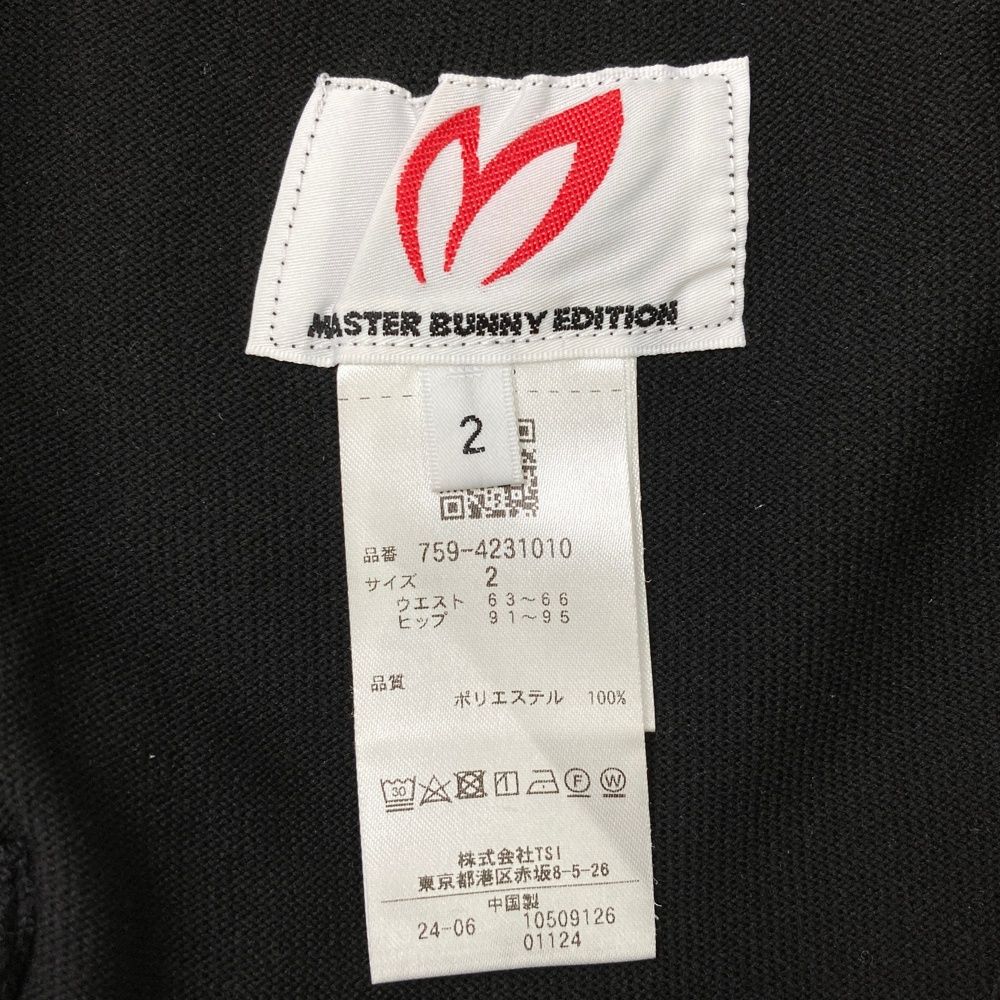 MASTER BUNNY EDITION
2
品番 759-4231010
サイズ 2
ウエスト 63~66
ヒップ 91~95
品質
ポリエステル 100%
30 1 F W
株式会社TSI
東京都港区赤坂8-5-26
中国製
24-06 10509126
01124